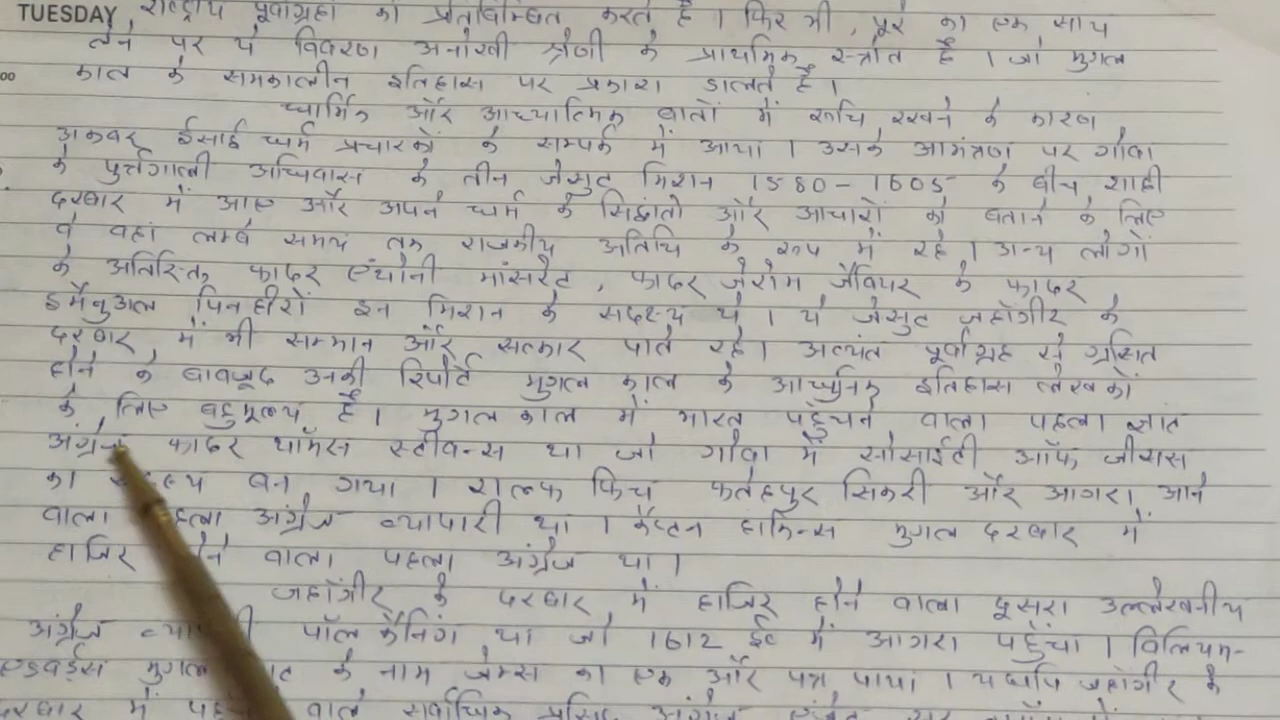 TUESDAY, राष्ट्रीय पूर्वाग्रहों को प्रतिबिम्बित करते है । फिर भी, पूरे को एक साथ
लेने पर ये विवरण अनोखी श्रेणी के प्राथमिक स्त्रोत है । जो मुगल
00 काल के समकालीन इतिहास पर प्रकाश डालते है ।
धार्मिक और आध्यात्मिक बातों में रूचि रखने के कारण
अकबर ईसाई धर्म प्रचारकों के सम्पर्क में आया । उसके आमंत्रण पर गोवा
के पुर्तगाली अधिवास के तीन जेसुट मिशन 1580-1605 के बीच शाही
दरबार में आए और अपने धर्म के सिद्धांतो और आचारों को बताने के लिए
वे वहां लम्बे समय तक राजकीय अतिथि के रूप में रहे । अन्य लोगों
के अतिरिक्त फादर एंथोनी मांसरेट, फादर जेरोम जेवियर के फादर
इमैनुअल पिनहीरो इन मिशन के सदस्य थे । ये जेसुट जहाँगीर के
दरबार में भी सम्मान और सत्कार पाते रहे । अत्यंत पूर्वाग्रह से ग्रसित
होने के बावजूद उनकी रिपोर्ट मुगल काल के आधुनिक इतिहास लेखकों
के लिए बहुमूल्य है । मुगल काल में भारत पहुँचने वाला पहला ज्ञात
अंग्रेज फादर थॉमस स्टीवन्स था जो गोवा में सोसाईटी ऑफ जीसस
का बन गया । राल्फ फिच फतेहपुर सिकरी और आगरा आने
वाला अंग्रेज व्यापारी था । कैप्टन हाकिन्स मुगल दरबार में
हाजिर वाला पहला अंग्रेज था ।
जहाँगीर के दरबार में हाजिर होने वाला दूसरा उल्लेखनीय
अंग्रेज पॉल कैनिंग था जो 1612 ई० में आगरा पहुँचा । विलियम-
एडवर्ड्स मुगल के नाम जेम्स का एक और पत्र पाया । यद्यपि जहांगीर के
दरबार में वाले सर्वाधिक प्रसिद्ध अंग्रेज